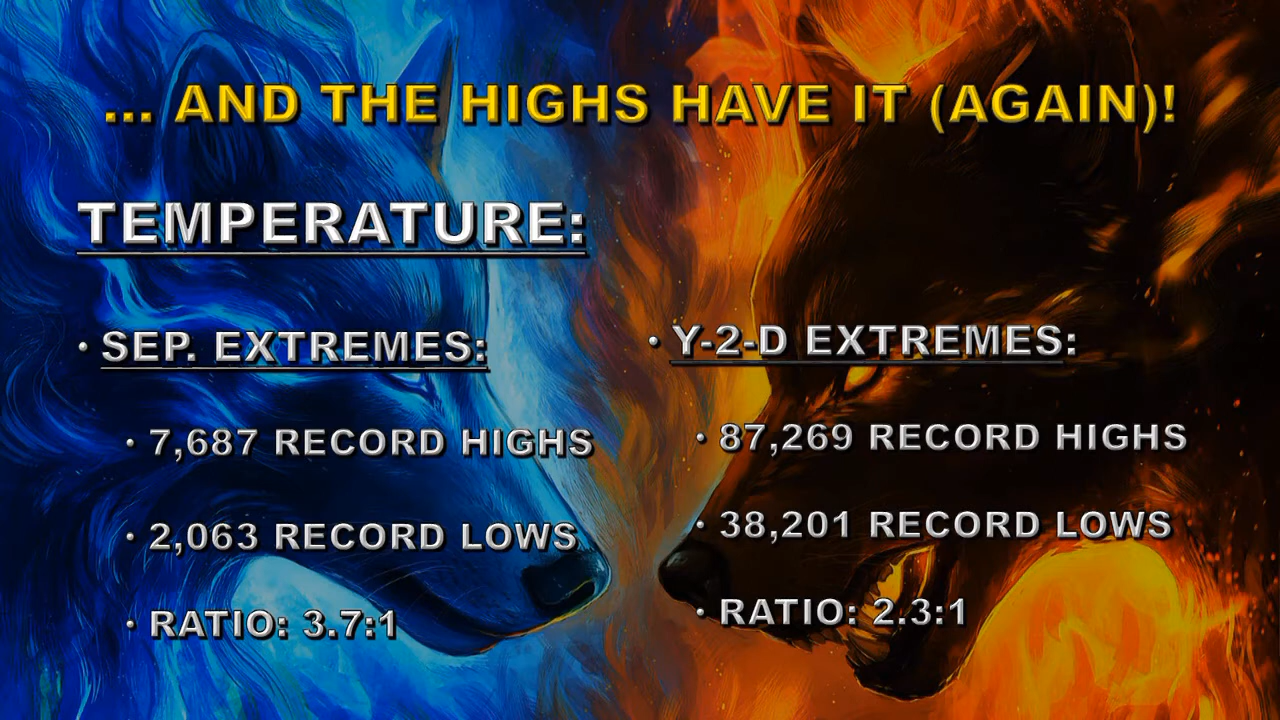 ... AND THE HIGHS HAVE IT (AGAIN)!
TEMPERATURE:
• SEP. EXTREMES:
• 7,687 RECORD HIGHS
• 2,063 RECORD LOWS
• RATIO: 3.7:1
• Y-2-D EXTREMES:
• 87,269 RECORD HIGHS
• 38,201 RECORD LOWS
• RATIO: 2.3:1